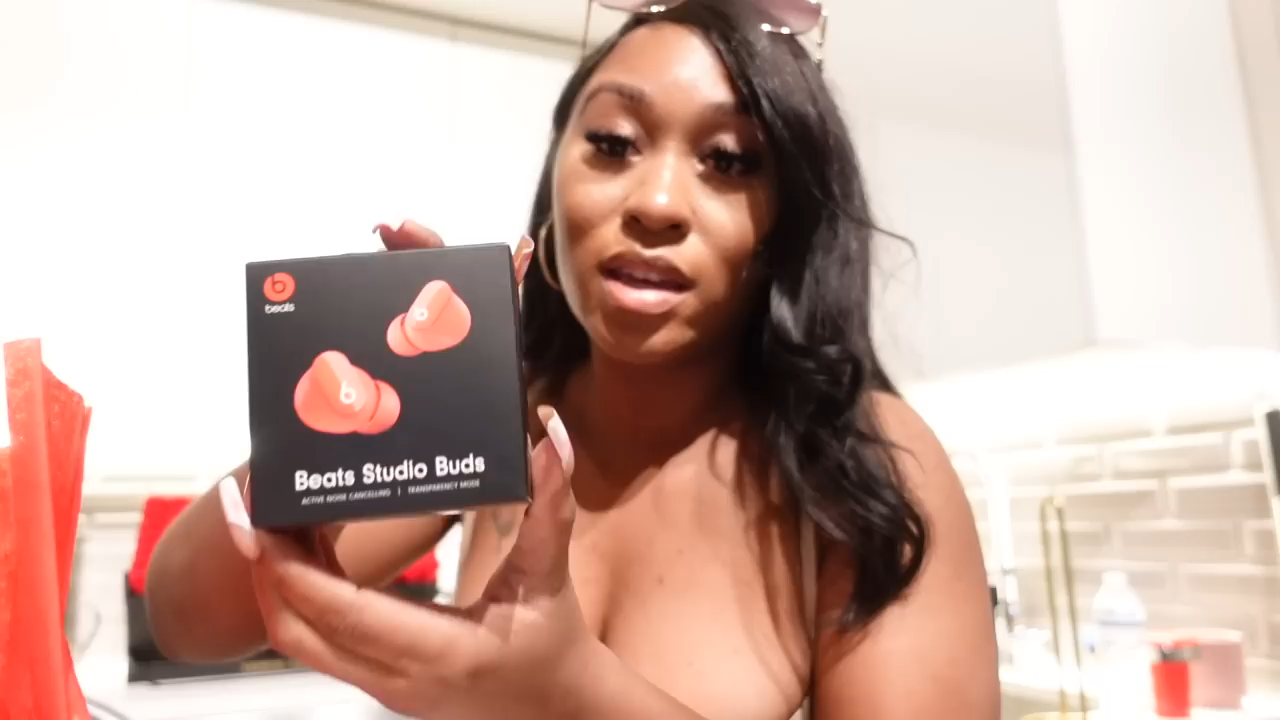 beats
Beats Studio Buds
ACTIVE NOISE CANCELLING | TRANSPARENCY MODE